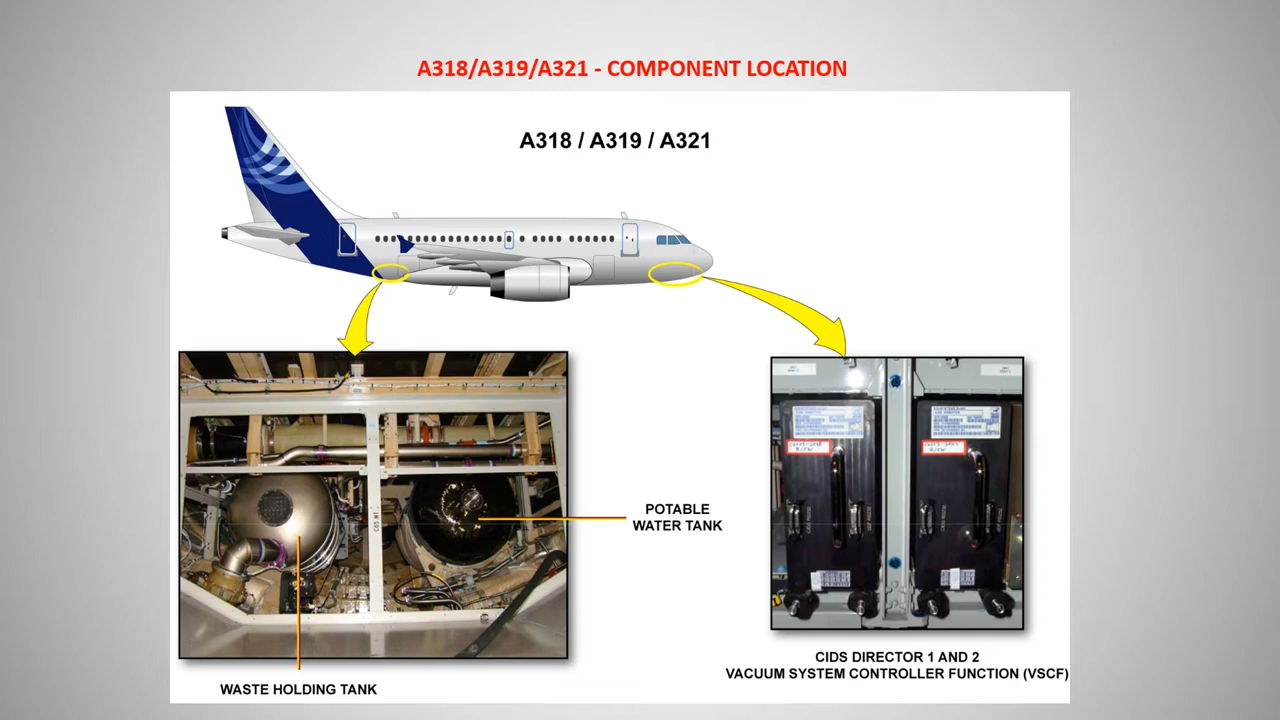 A318/A319/A321 - COMPONENT LOCATION
A318 / A319 / A321
POTABLE
WATER TANK
WASTE HOLDING TANK
CIDS DIRECTOR 1 AND 2
VACUUM SYSTEM CONTROLLER FUNCTION (VSCF)